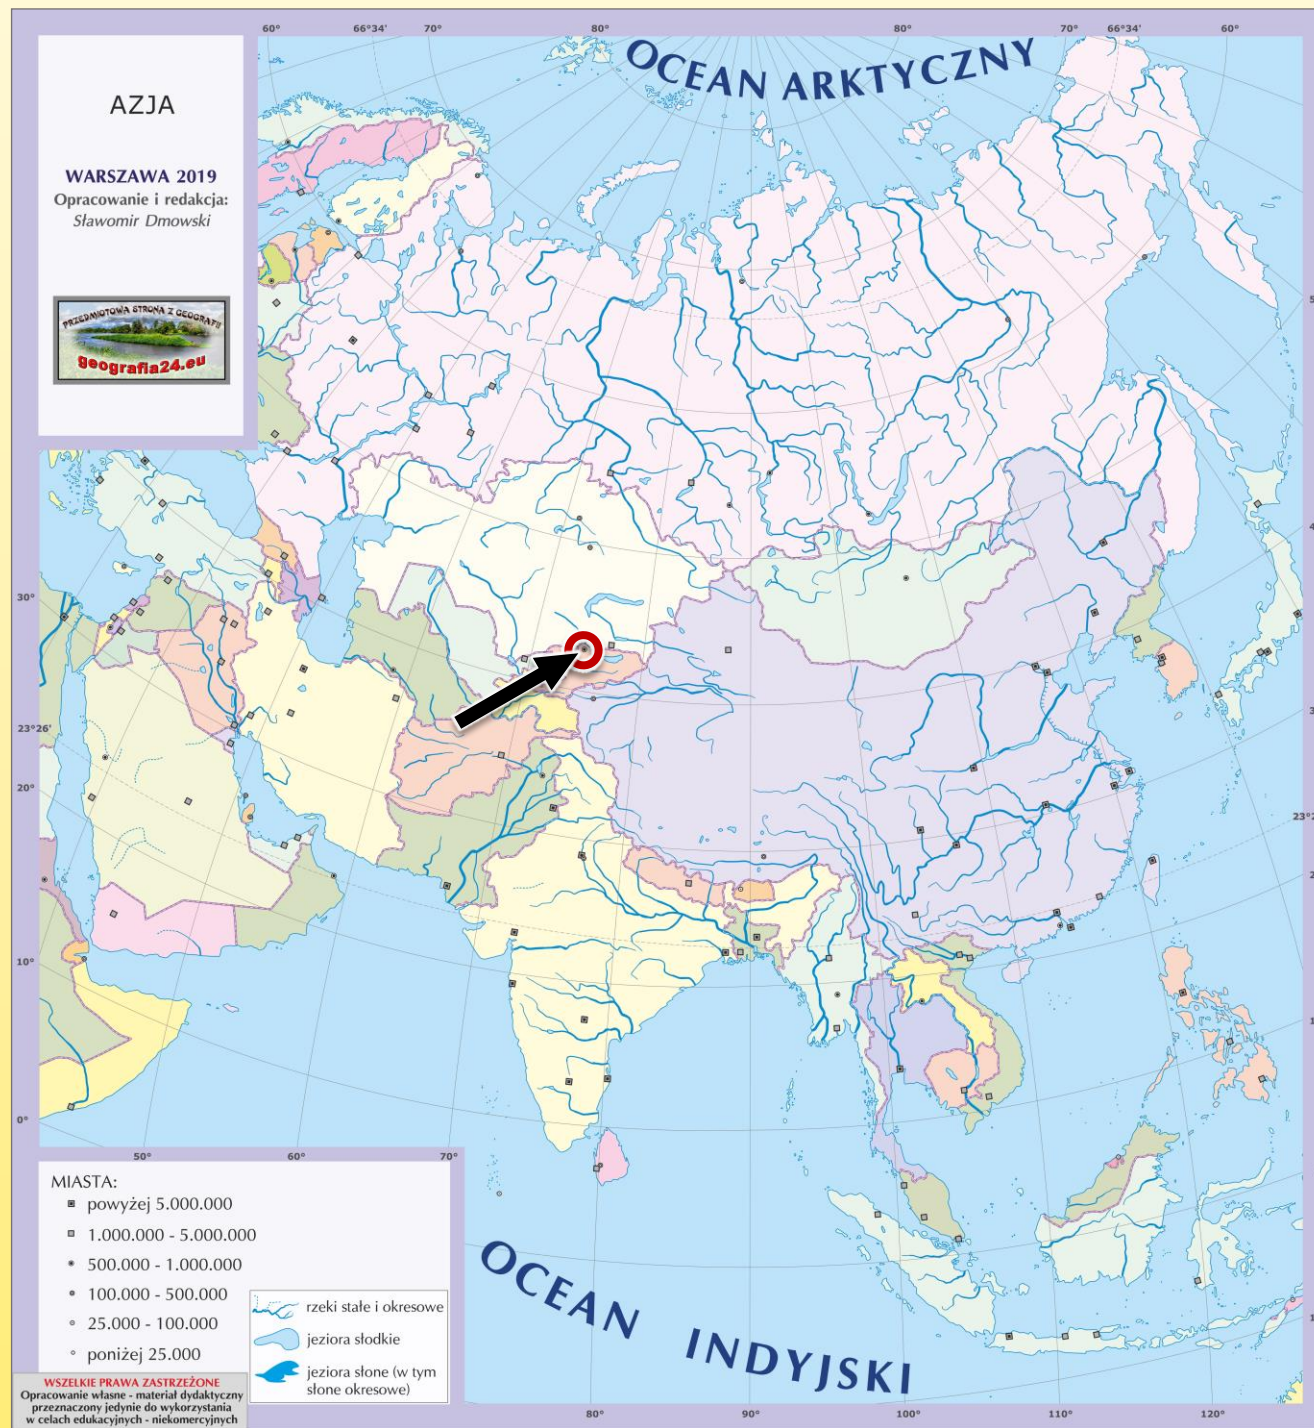 60°
66°34'
70°
80°
80°
70°
66°34'
60°
AZJA
WARSZAWA 2019
Opracowanie i redakcja:
Sławomir Dmowski
PRZEDMIOTOWA STRONA Z GEOGRAFII
geografia24.eu
OCEAN ARKTYCZNY
30°
23°26'
20°
10°
0°
50°
60°
70°
MIASTA:
powyżej 5.000.000
1.000.000 - 5.000.000
500.000 - 1.000.000
100.000 - 500.000
25.000 - 100.000
poniżej 25.000
rzeki stałe i okresowe
jeziora słodkie
jeziora słone (w tym
słone okresowe)
WSZELKIE PRAWA ZASTRZEŻONE
Opracowanie własne - materiał dydaktyczny
przeznaczony jedynie do wykorzystania
w celach edukacyjnych - niekomercyjnych
OCEAN INDYJSKI
80°
90°
100°
110°
120°